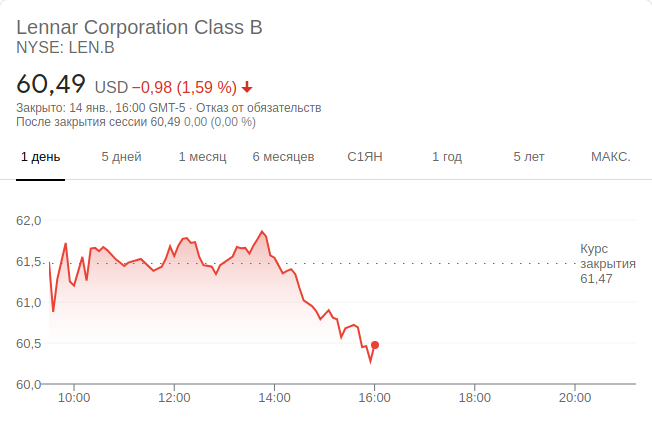 Lennar Corporation Class B
NYSE: LEN.B
60,49 USD −0,98 (1,59 %)
Закрыто: 14 янв., 16:00 GMT-5 · Отказ от обязательств
После закрытия сессии 60,49 0,00 (0,00 %)
1 день 5 дней 1 месяц 6 месяцев С1ЯН 1 год 5 лет МАКС.
62,0
61,5
61,0
60,5
60,0
Курс
закрытия
61,47
10:00 12:00 14:00 16:00 18:00 20:00